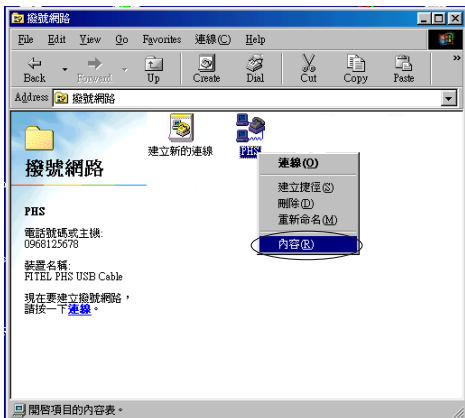 撥號網路
File Edit View Go Favorites 連線(C) Help
Back Forward Up Create Dial Cut Copy Paste »
Address 撥號網路
撥號網路
PHS
電話號碼或主機:
0968125678
裝置名稱:
FITEL PHS USB Cable
現在要建立撥號網路，
請按一下連線。
建立新的連線
PHS
連線(O)
建立捷徑(S)
刪除(D)
重新命名(M)
內容(R)
開啓項目的內容表。